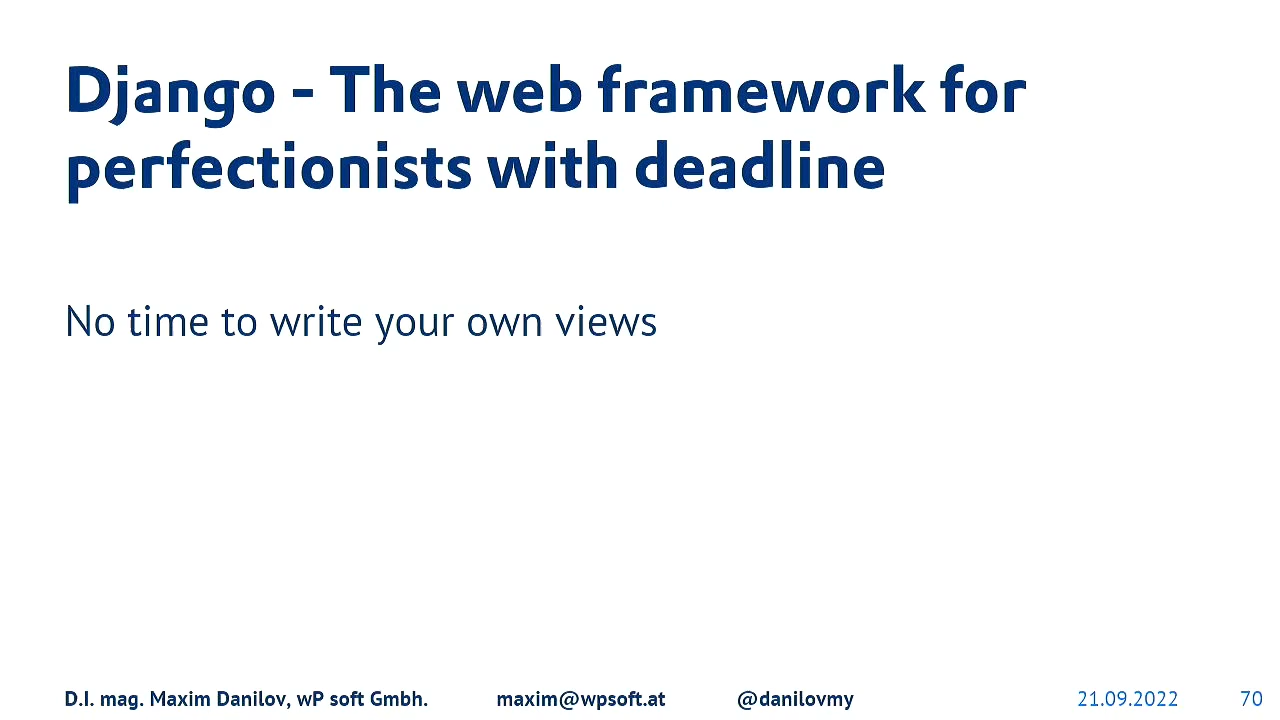 Django - The web framework for
perfectionists with deadline
No time to write your own views
D.I. mag. Maxim Danilov, wP soft Gmbh. maxim@wpsoft.at @danilovmy 21.09.2022 70